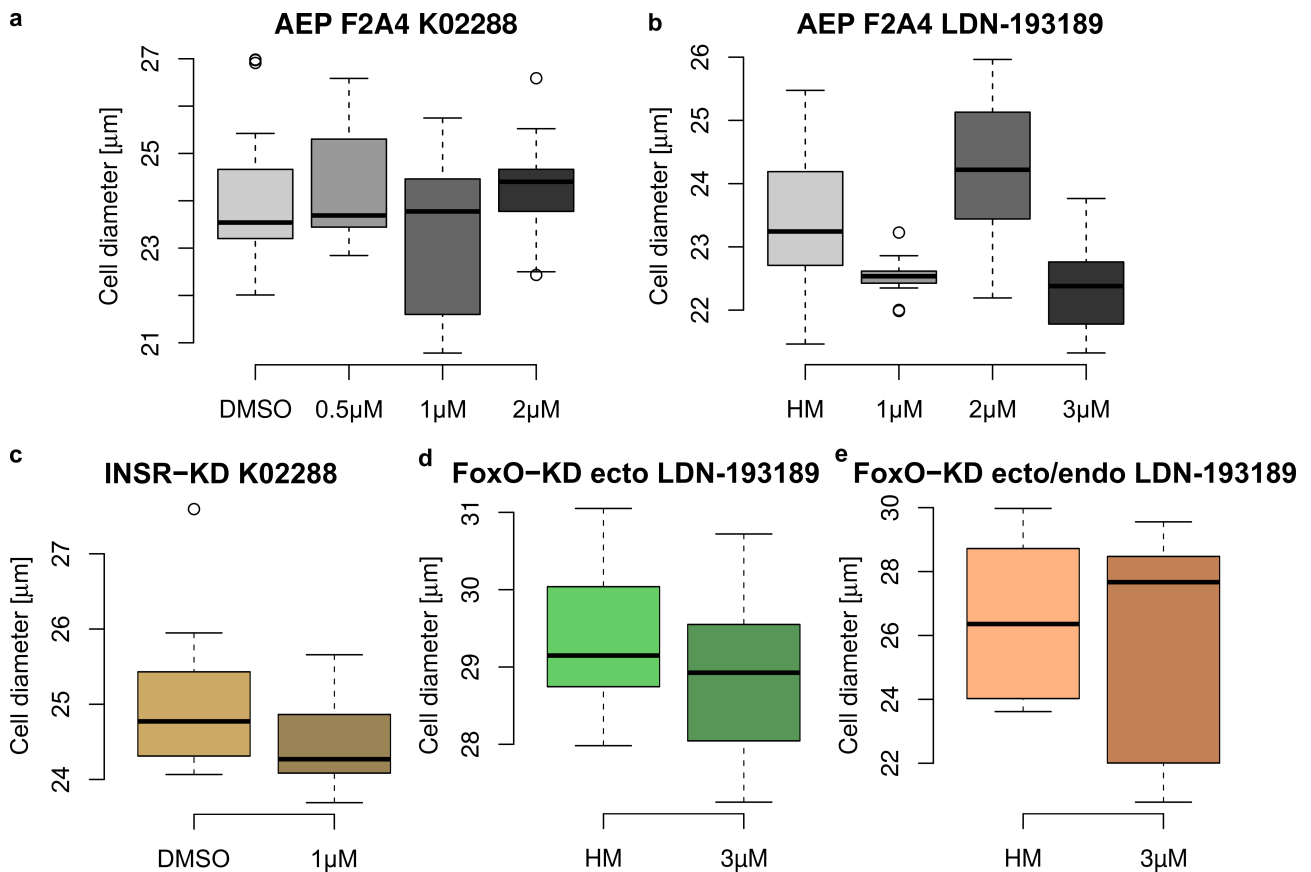 a
AEP F2A4 K02288
Cell diameter [µm]
27
25
23
21
DMSO 0.5µM 1µM 2µM
b
AEP F2A4 LDN-193189
Cell diameter [µm]
26
25
24
23
22
HM 1µM 2µM 3µM
c
INSR−KD K02288
Cell diameter [µm]
27
26
25
24
DMSO 1µM
d
FoxO−KD ecto LDN-193189
Cell diameter [µm]
31
30
29
28
HM 3µM
e
FoxO−KD ecto/endo LDN-193189
Cell diameter [µm]
30
28
26
24
22
HM 3µM